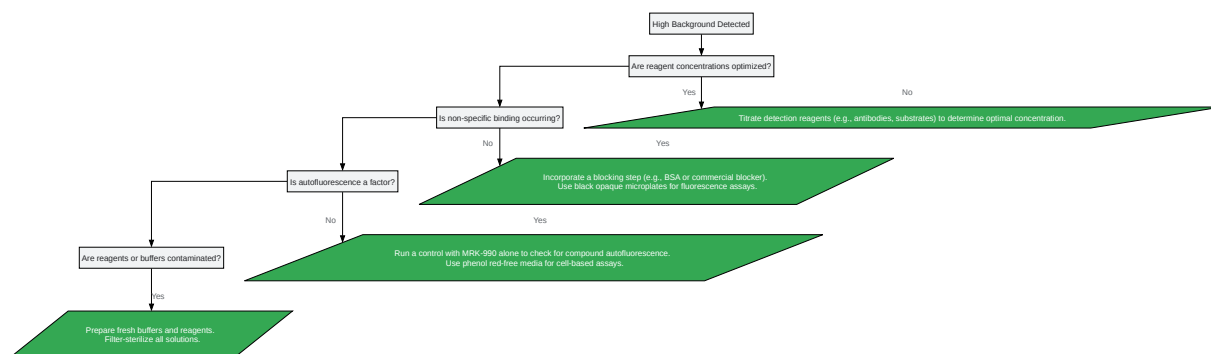 High Background Detected
Are reagent concentrations optimized?
Yes
No
Titrate detection reagents (e.g., antibodies, substrates) to determine optimal concentration.
Is non-specific binding occurring?
No
Yes
Incorporate a blocking step (e.g., BSA or commercial blocker).
Use black opaque microplates for fluorescence assays.
Is autofluorescence a factor?
No
Yes
Run a control with MRK-990 alone to check for compound autofluorescence.
Use phenol red-free media for cell-based assays.
Are reagents or buffers contaminated?
Yes
Prepare fresh buffers and reagents.
Filter-sterilize all solutions.